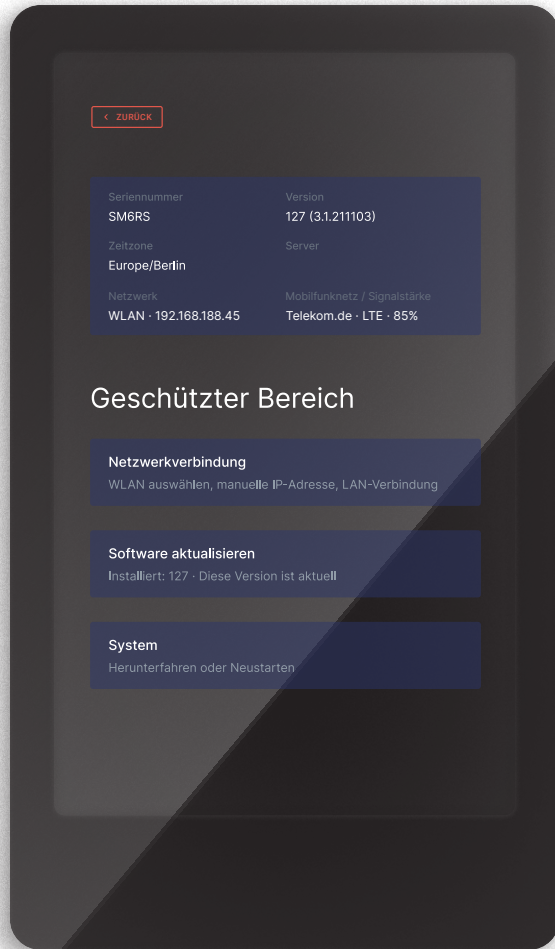 ZURÜCK
Seriennummer Version
SM6RS 127 (3.1.211103)
Zeitzone Server
Europe/Berlin
Netzwerk Mobilfunknetz / Signalstärke
WLAN · 192.168.188.45 Telekom.de · LTE · 85%
Geschützter Bereich
Netzwerkverbindung
WLAN auswählen, manuelle IP-Adresse, LAN-Verbindung
Software aktualisieren
Installiert: 127 · Diese Version ist aktuell
System
Herunterfahren oder Neustarten